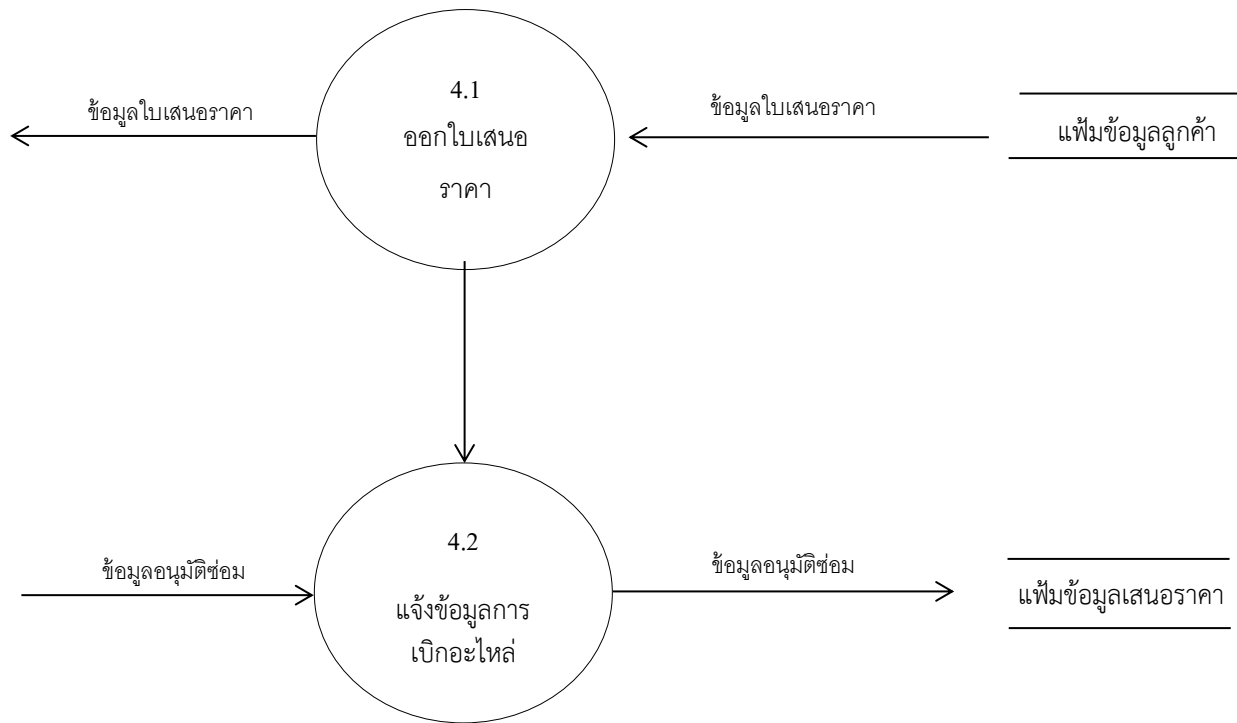 4.1
ข้อมูลใบเสนอราคา
ออกใบเสนอ
ราคา
ข้อมูลใบเสนอราคา
แฟ้มข้อมูลลูกค้า
4.2
ข้อมูลอนุมัติซ่อม
แจ้งข้อมูลการ
เบิกอะไหล่
ข้อมูลอนุมัติซ่อม
แฟ้มข้อมูลเสนอราคา